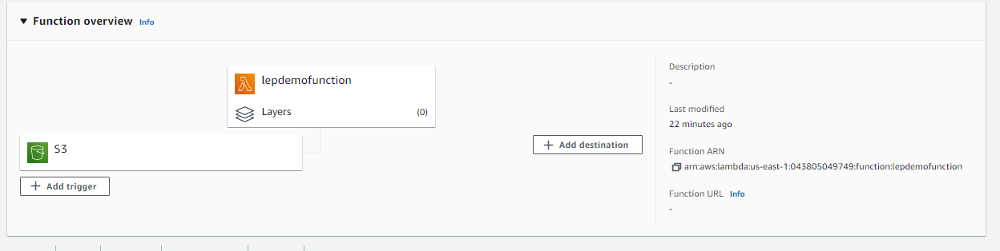 Function overview Info
lepdemofunction
Layers (0)
S3
Add trigger
Add destination
Description
-
Last modified
22 minutes ago
Function ARN
arn:aws:lambda:us-east-1:043805049749:function:lepdemofunction
Function URL Info
-